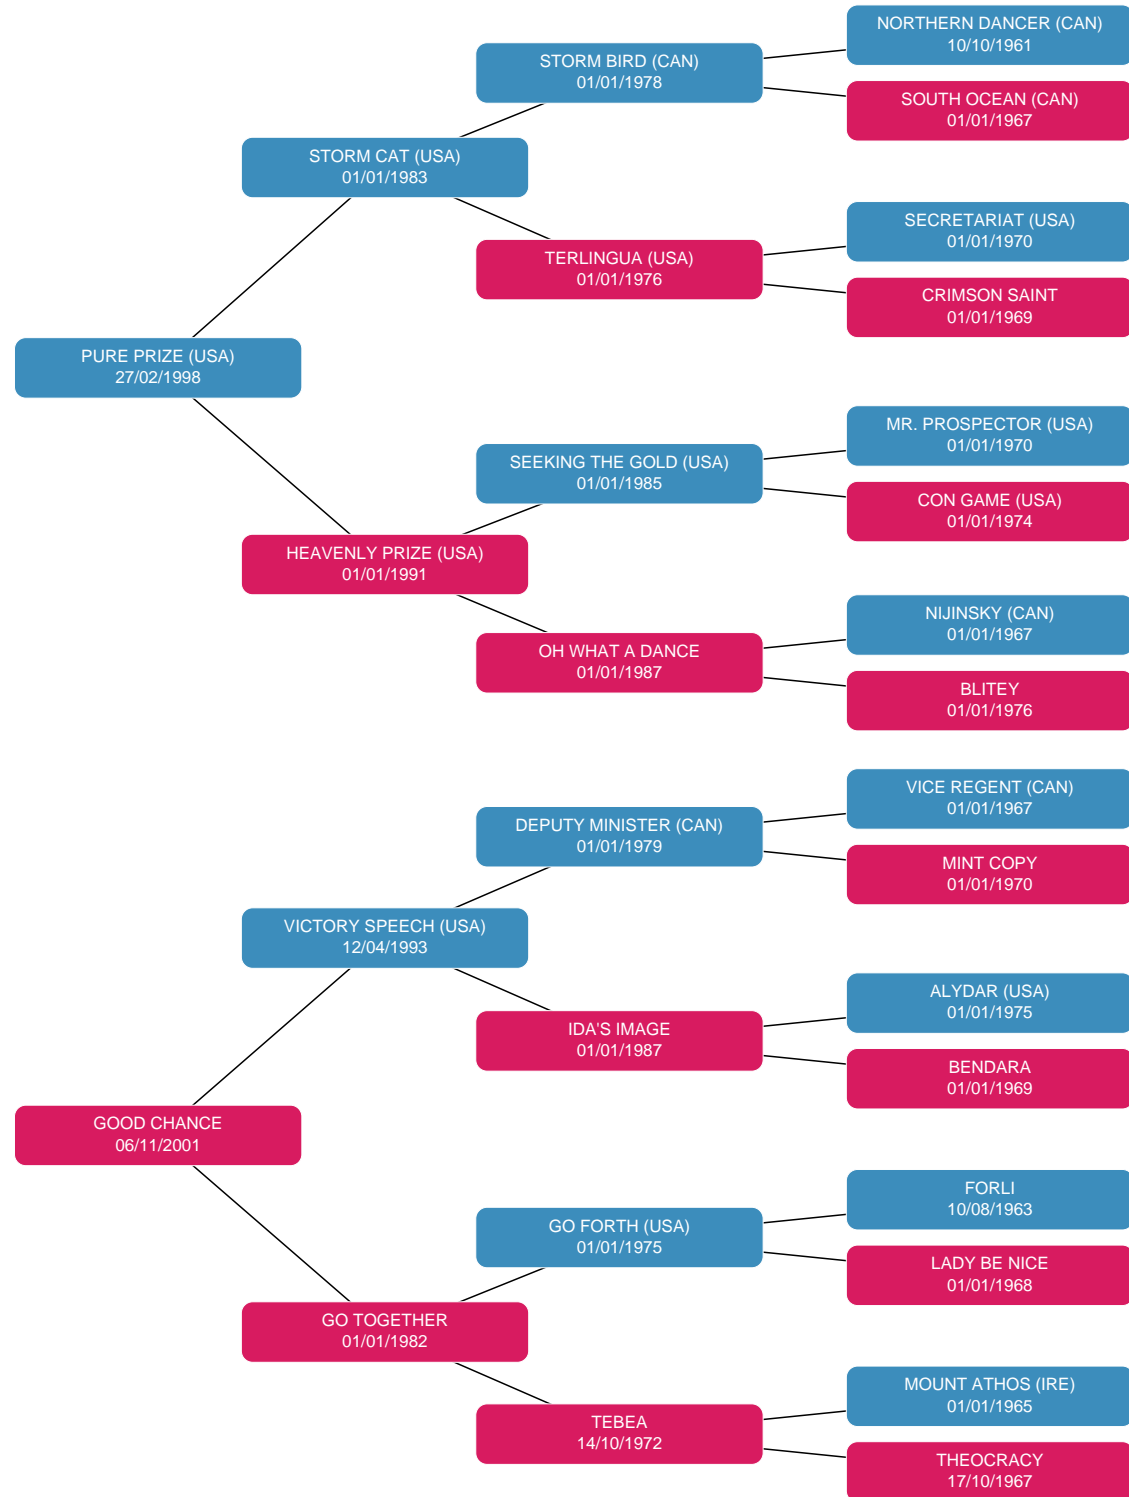 NORTHERN DANCER (CAN)
10/10/1961
STORM BIRD (CAN)
01/01/1978
SOUTH OCEAN (CAN)
01/01/1967
STORM CAT (USA)
01/01/1983
SECRETARIAT (USA)
01/01/1970
TERLINGUA (USA)
01/01/1976
CRIMSON SAINT
01/01/1969
PURE PRIZE (USA)
27/02/1998
MR. PROSPECTOR (USA)
01/01/1970
SEEKING THE GOLD (USA)
01/01/1985
CON GAME (USA)
01/01/1974
HEAVENLY PRIZE (USA)
01/01/1991
NIJINSKY (CAN)
01/01/1967
OH WHAT A DANCE
01/01/1987
BLITEY
01/01/1976
VICE REGENT (CAN)
01/01/1967
DEPUTY MINISTER (CAN)
01/01/1979
MINT COPY
01/01/1970
VICTORY SPEECH (USA)
12/04/1993
ALYDAR (USA)
01/01/1975
IDA'S IMAGE
01/01/1987
BENDARA
01/01/1969
GOOD CHANCE
06/11/2001
FORLI
10/08/1963
GO FORTH (USA)
01/01/1975
LADY BE NICE
01/01/1968
GO TOGETHER
01/01/1982
MOUNT ATHOS (IRE)
01/01/1965
TEBEA
14/10/1972
THEOCRACY
17/10/1967